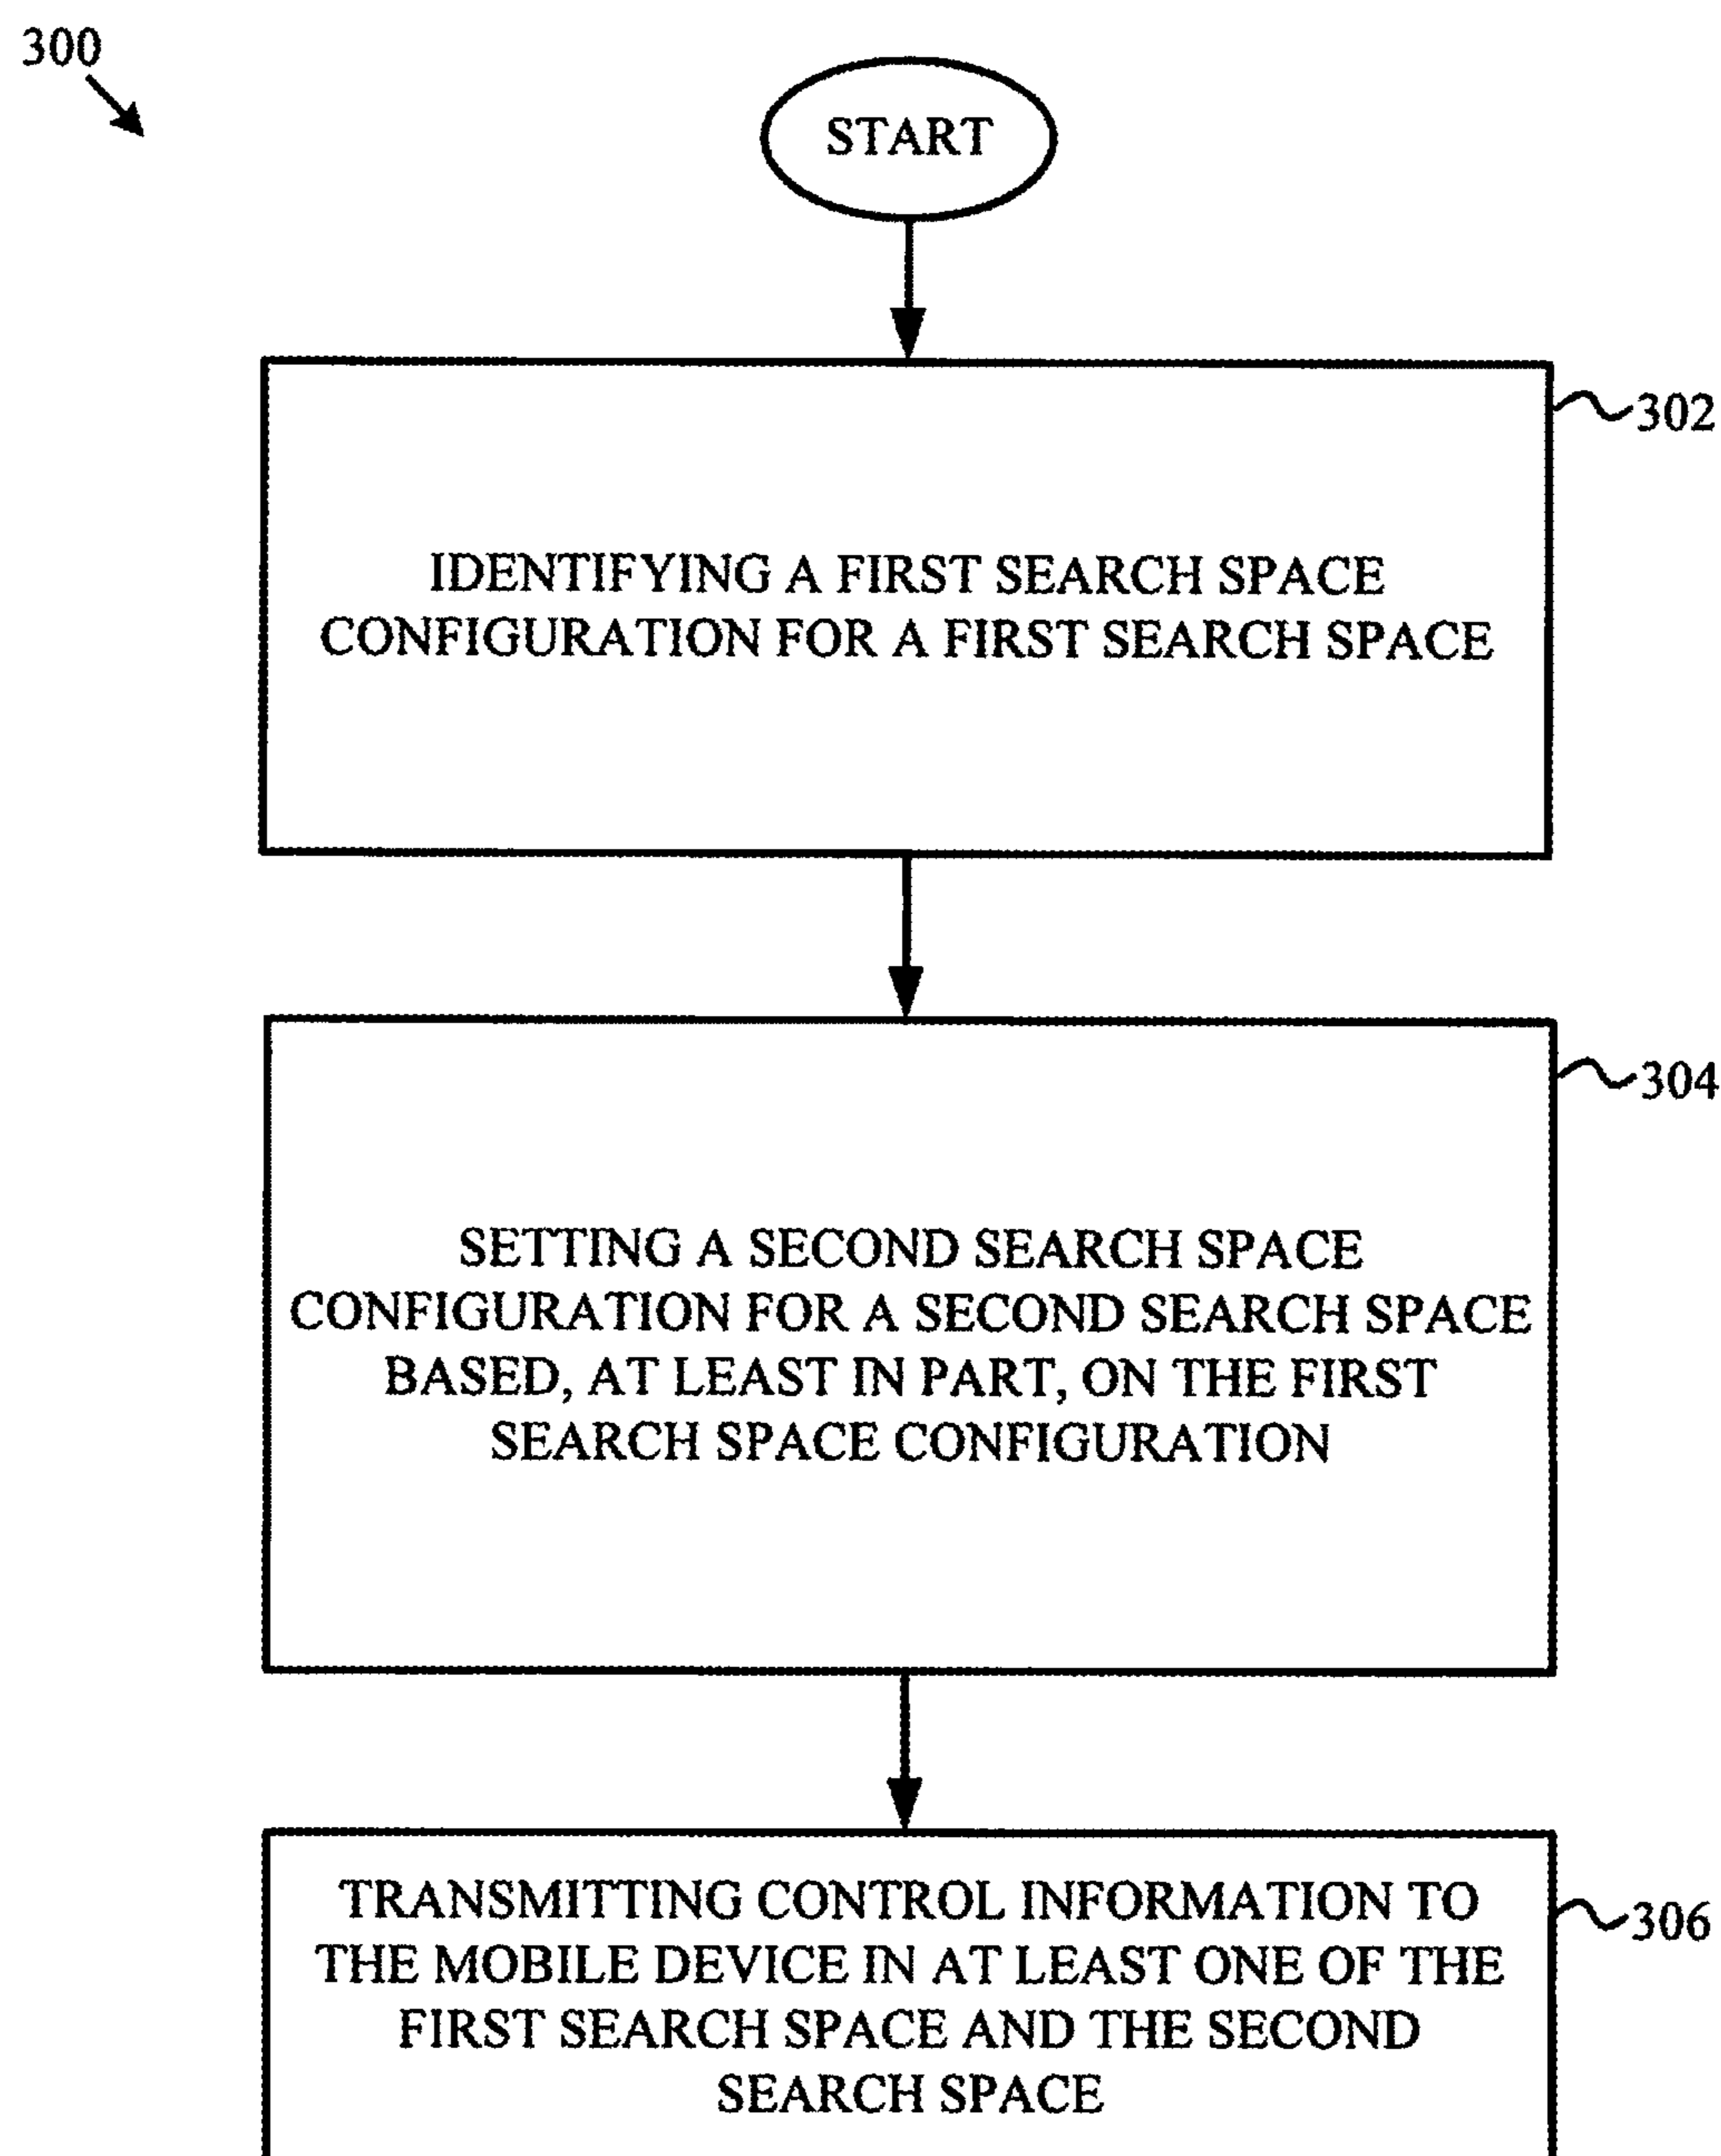 300
START
302
IDENTIFYING A FIRST SEARCH SPACE
CONFIGURATION FOR A FIRST SEARCH SPACE
304
SETTING A SECOND SEARCH SPACE
CONFIGURATION FOR A SECOND SEARCH SPACE
BASED, AT LEAST IN PART, ON THE FIRST
SEARCH SPACE CONFIGURATION
306
TRANSMITTING CONTROL INFORMATION TO
THE MOBILE DEVICE IN AT LEAST ONE OF THE
FIRST SEARCH SPACE AND THE SECOND
SEARCH SPACE